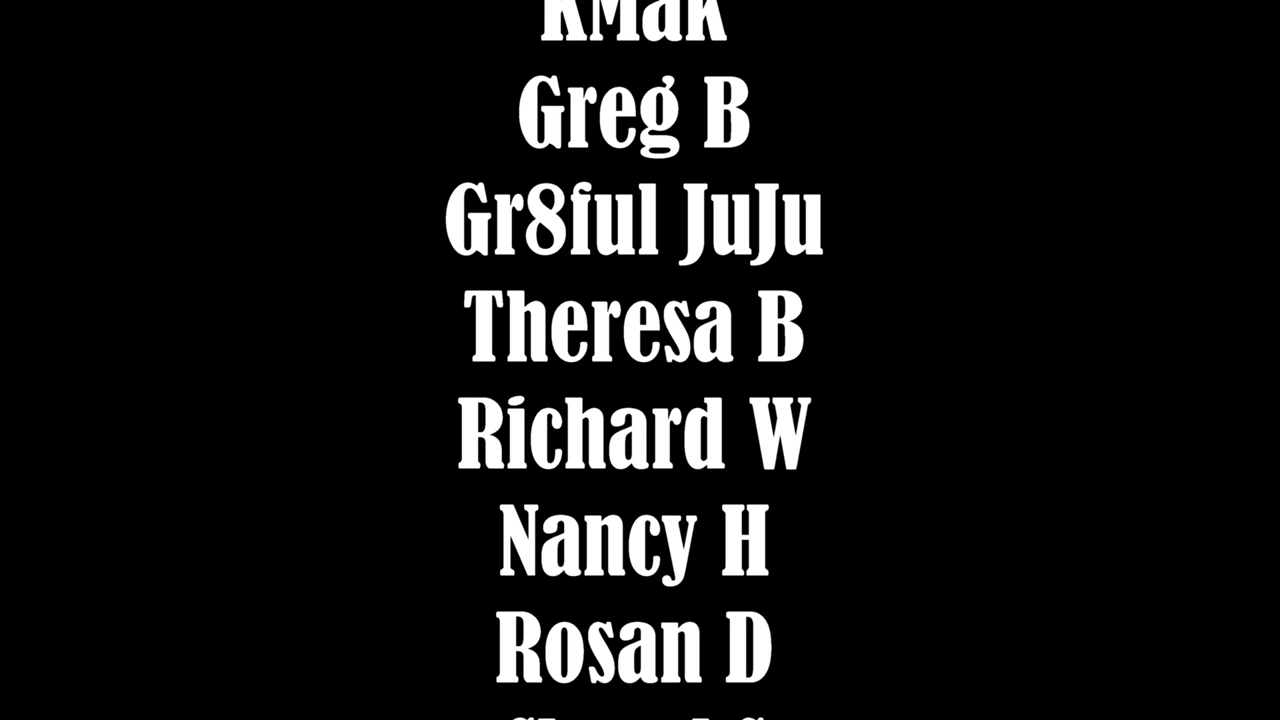 KMak
Greg B
Gr8ful JuJu
Theresa B
Richard W
Nancy H
Rosan D